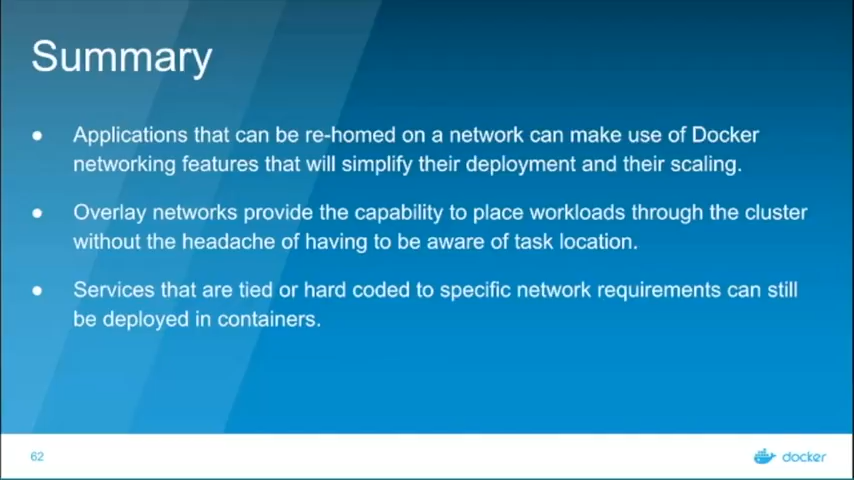 Summary
● Applications that can be re-homed on a network can make use of Docker
networking features that will simplify their deployment and their scaling.
● Overlay networks provide the capability to place workloads through the cluster
without the headache of having to be aware of task location.
● Services that are tied or hard coded to specific network requirements can still
be deployed in containers.
62
docker